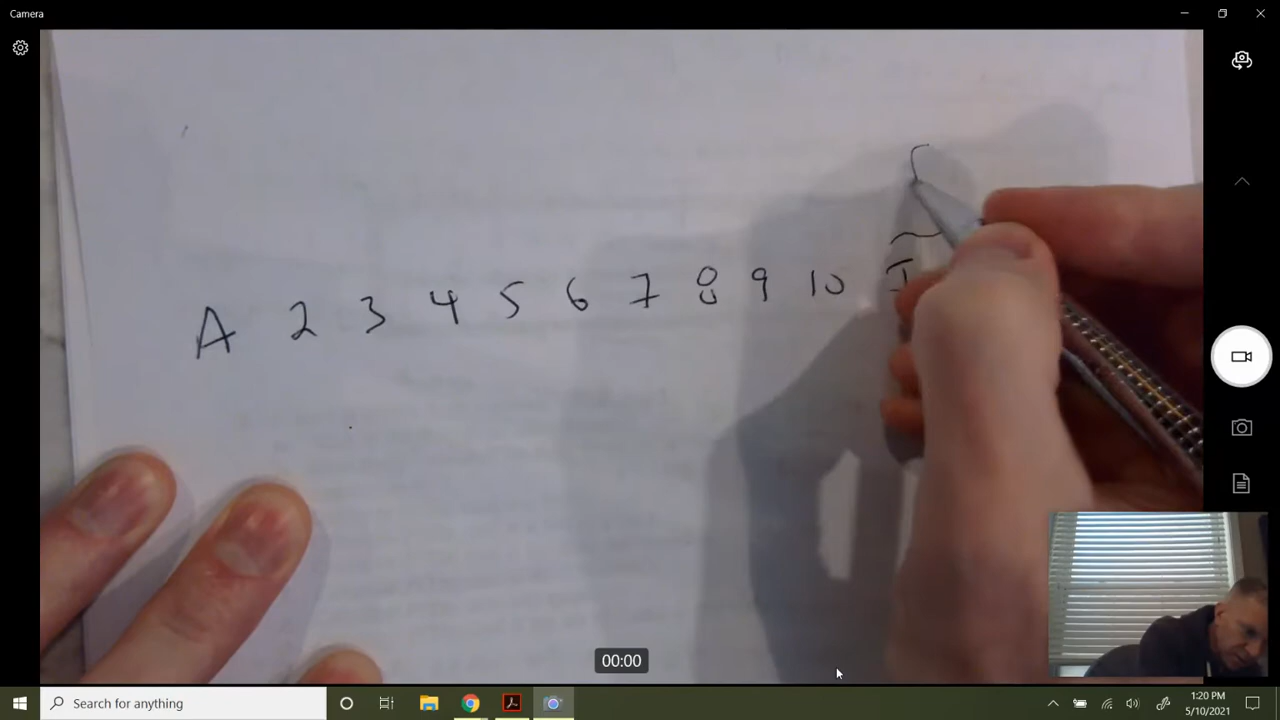 Camera
A 2 3 4 5 6 7 8 9 10 J
00:00
Search for anything
1:20 PM
5/10/2021